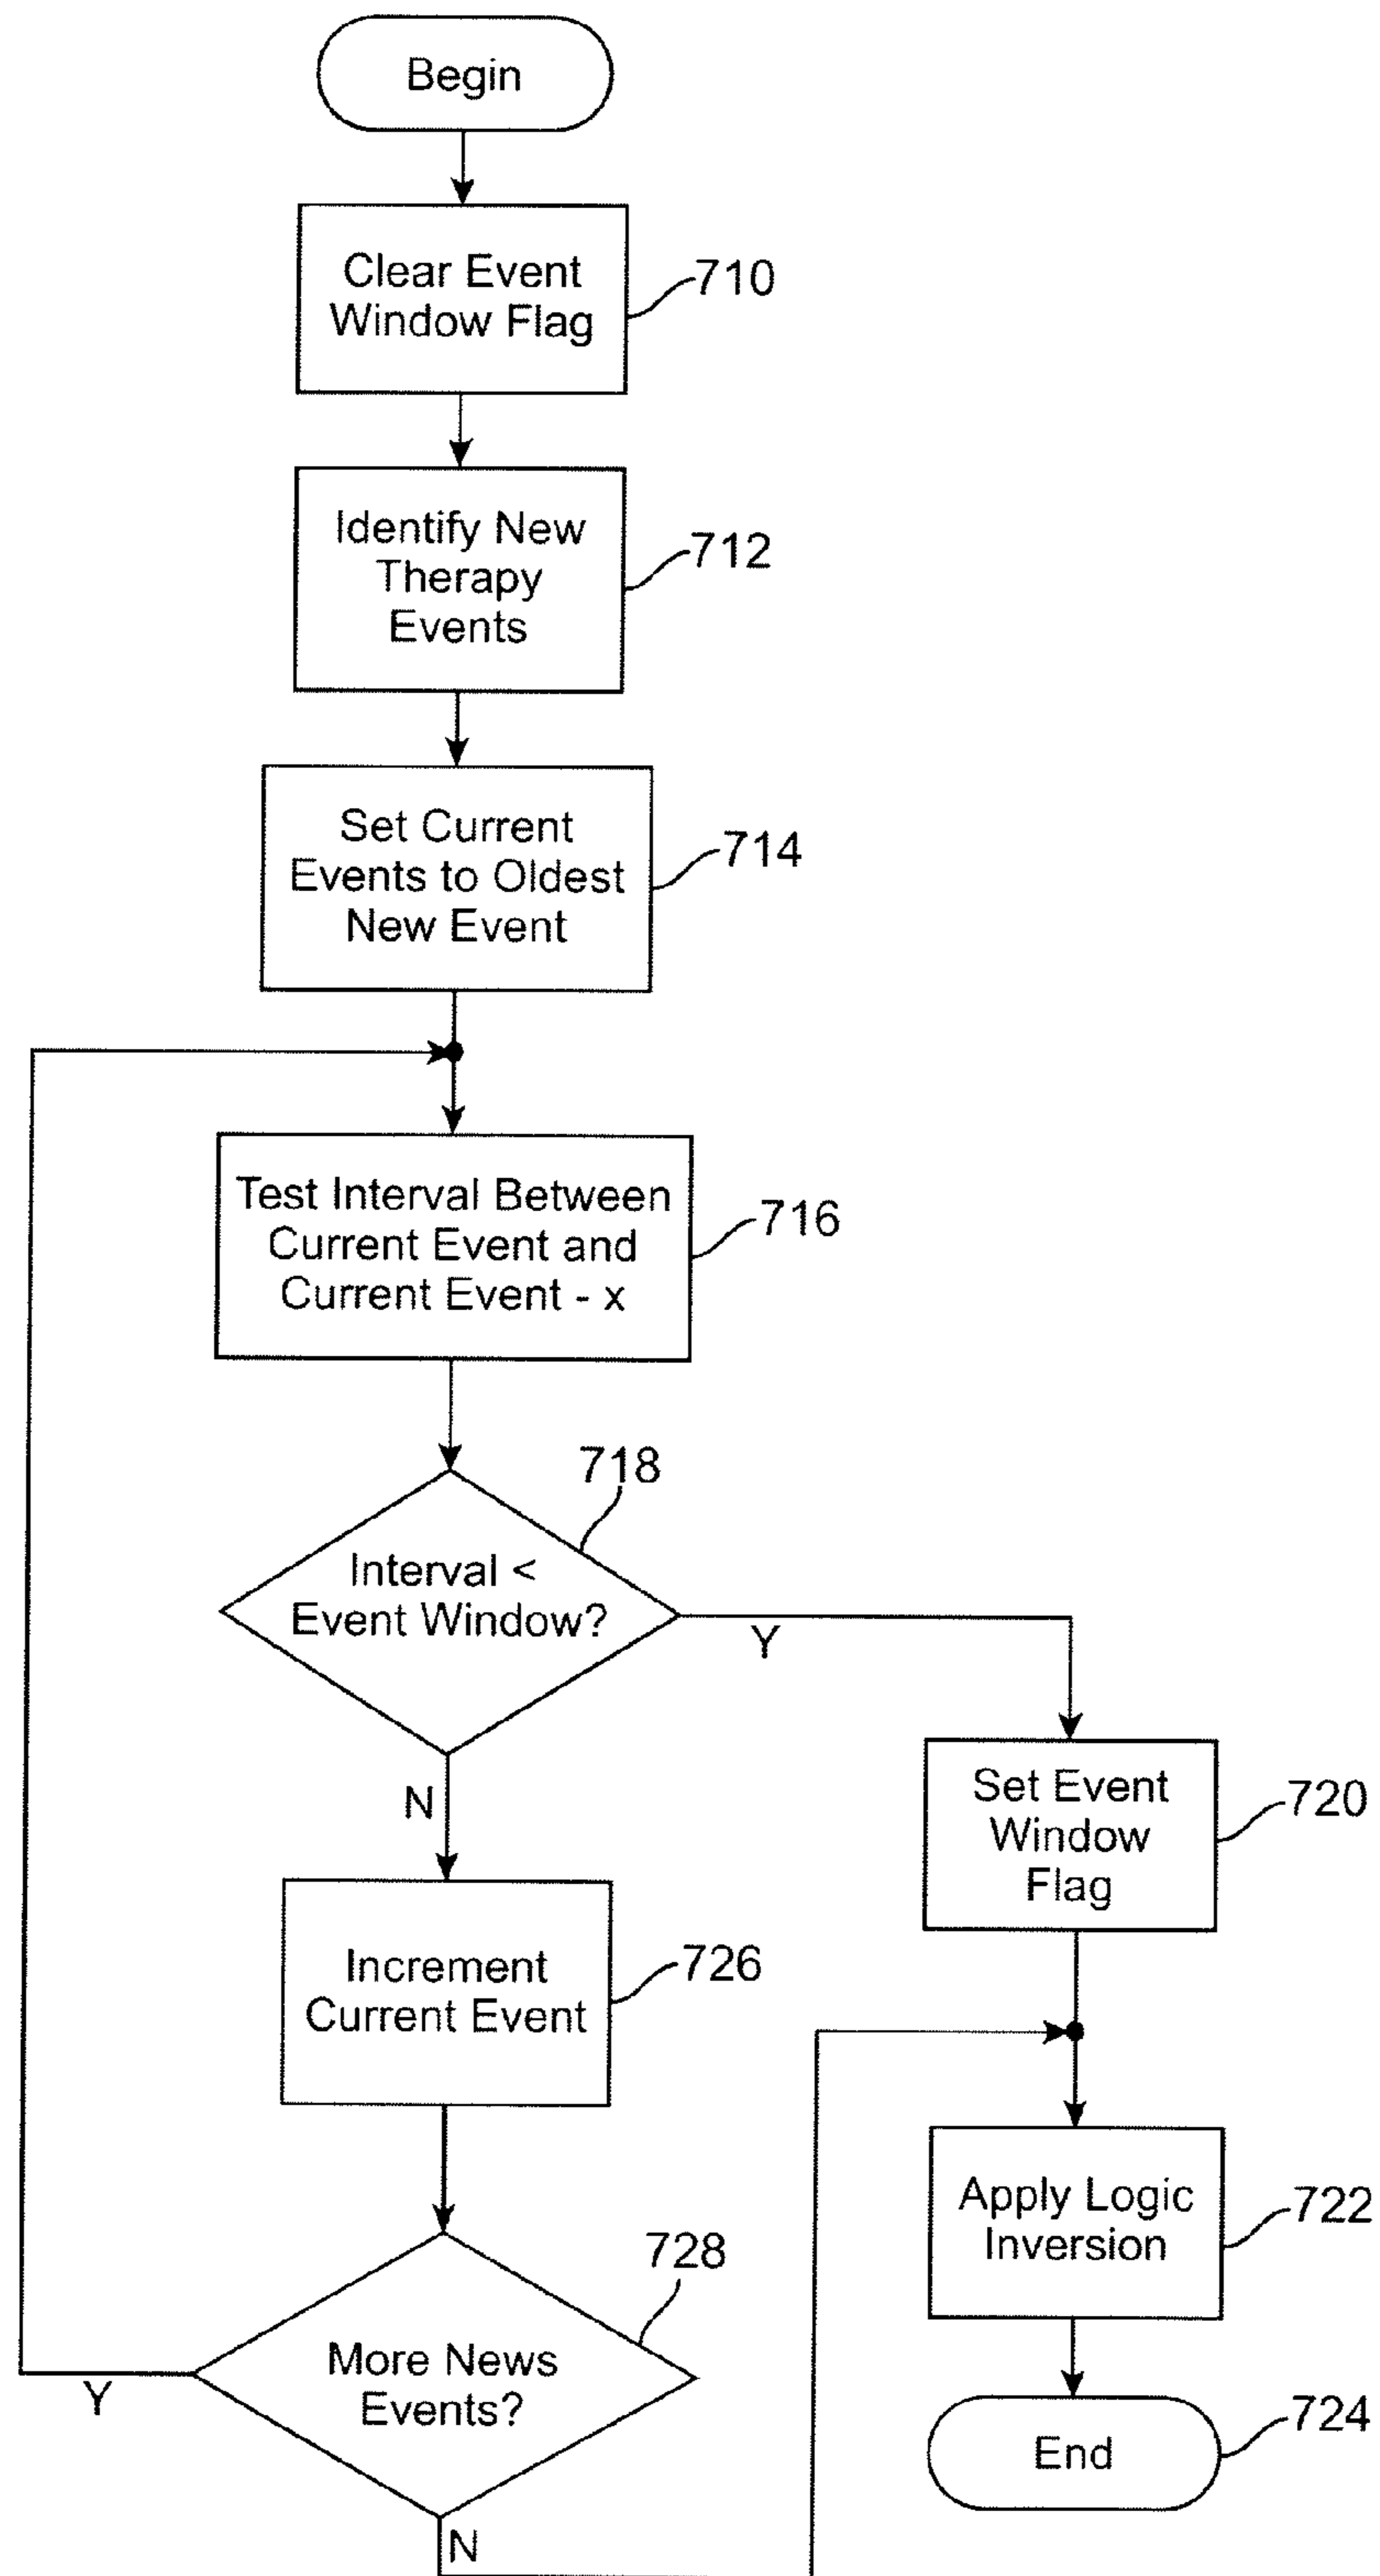 Begin
Clear Event
Window Flag
710
Identify New
Therapy
Events
712
Set Current
Events to Oldest
New Event
714
Test Interval Between
Current Event and
Current Event - x
716
718
Interval <
Event Window?
Y
N
Set Event
Window
Flag
720
Increment
Current Event
726
Apply Logic
Inversion
722
728
More News
Events?
Y
N
End
724